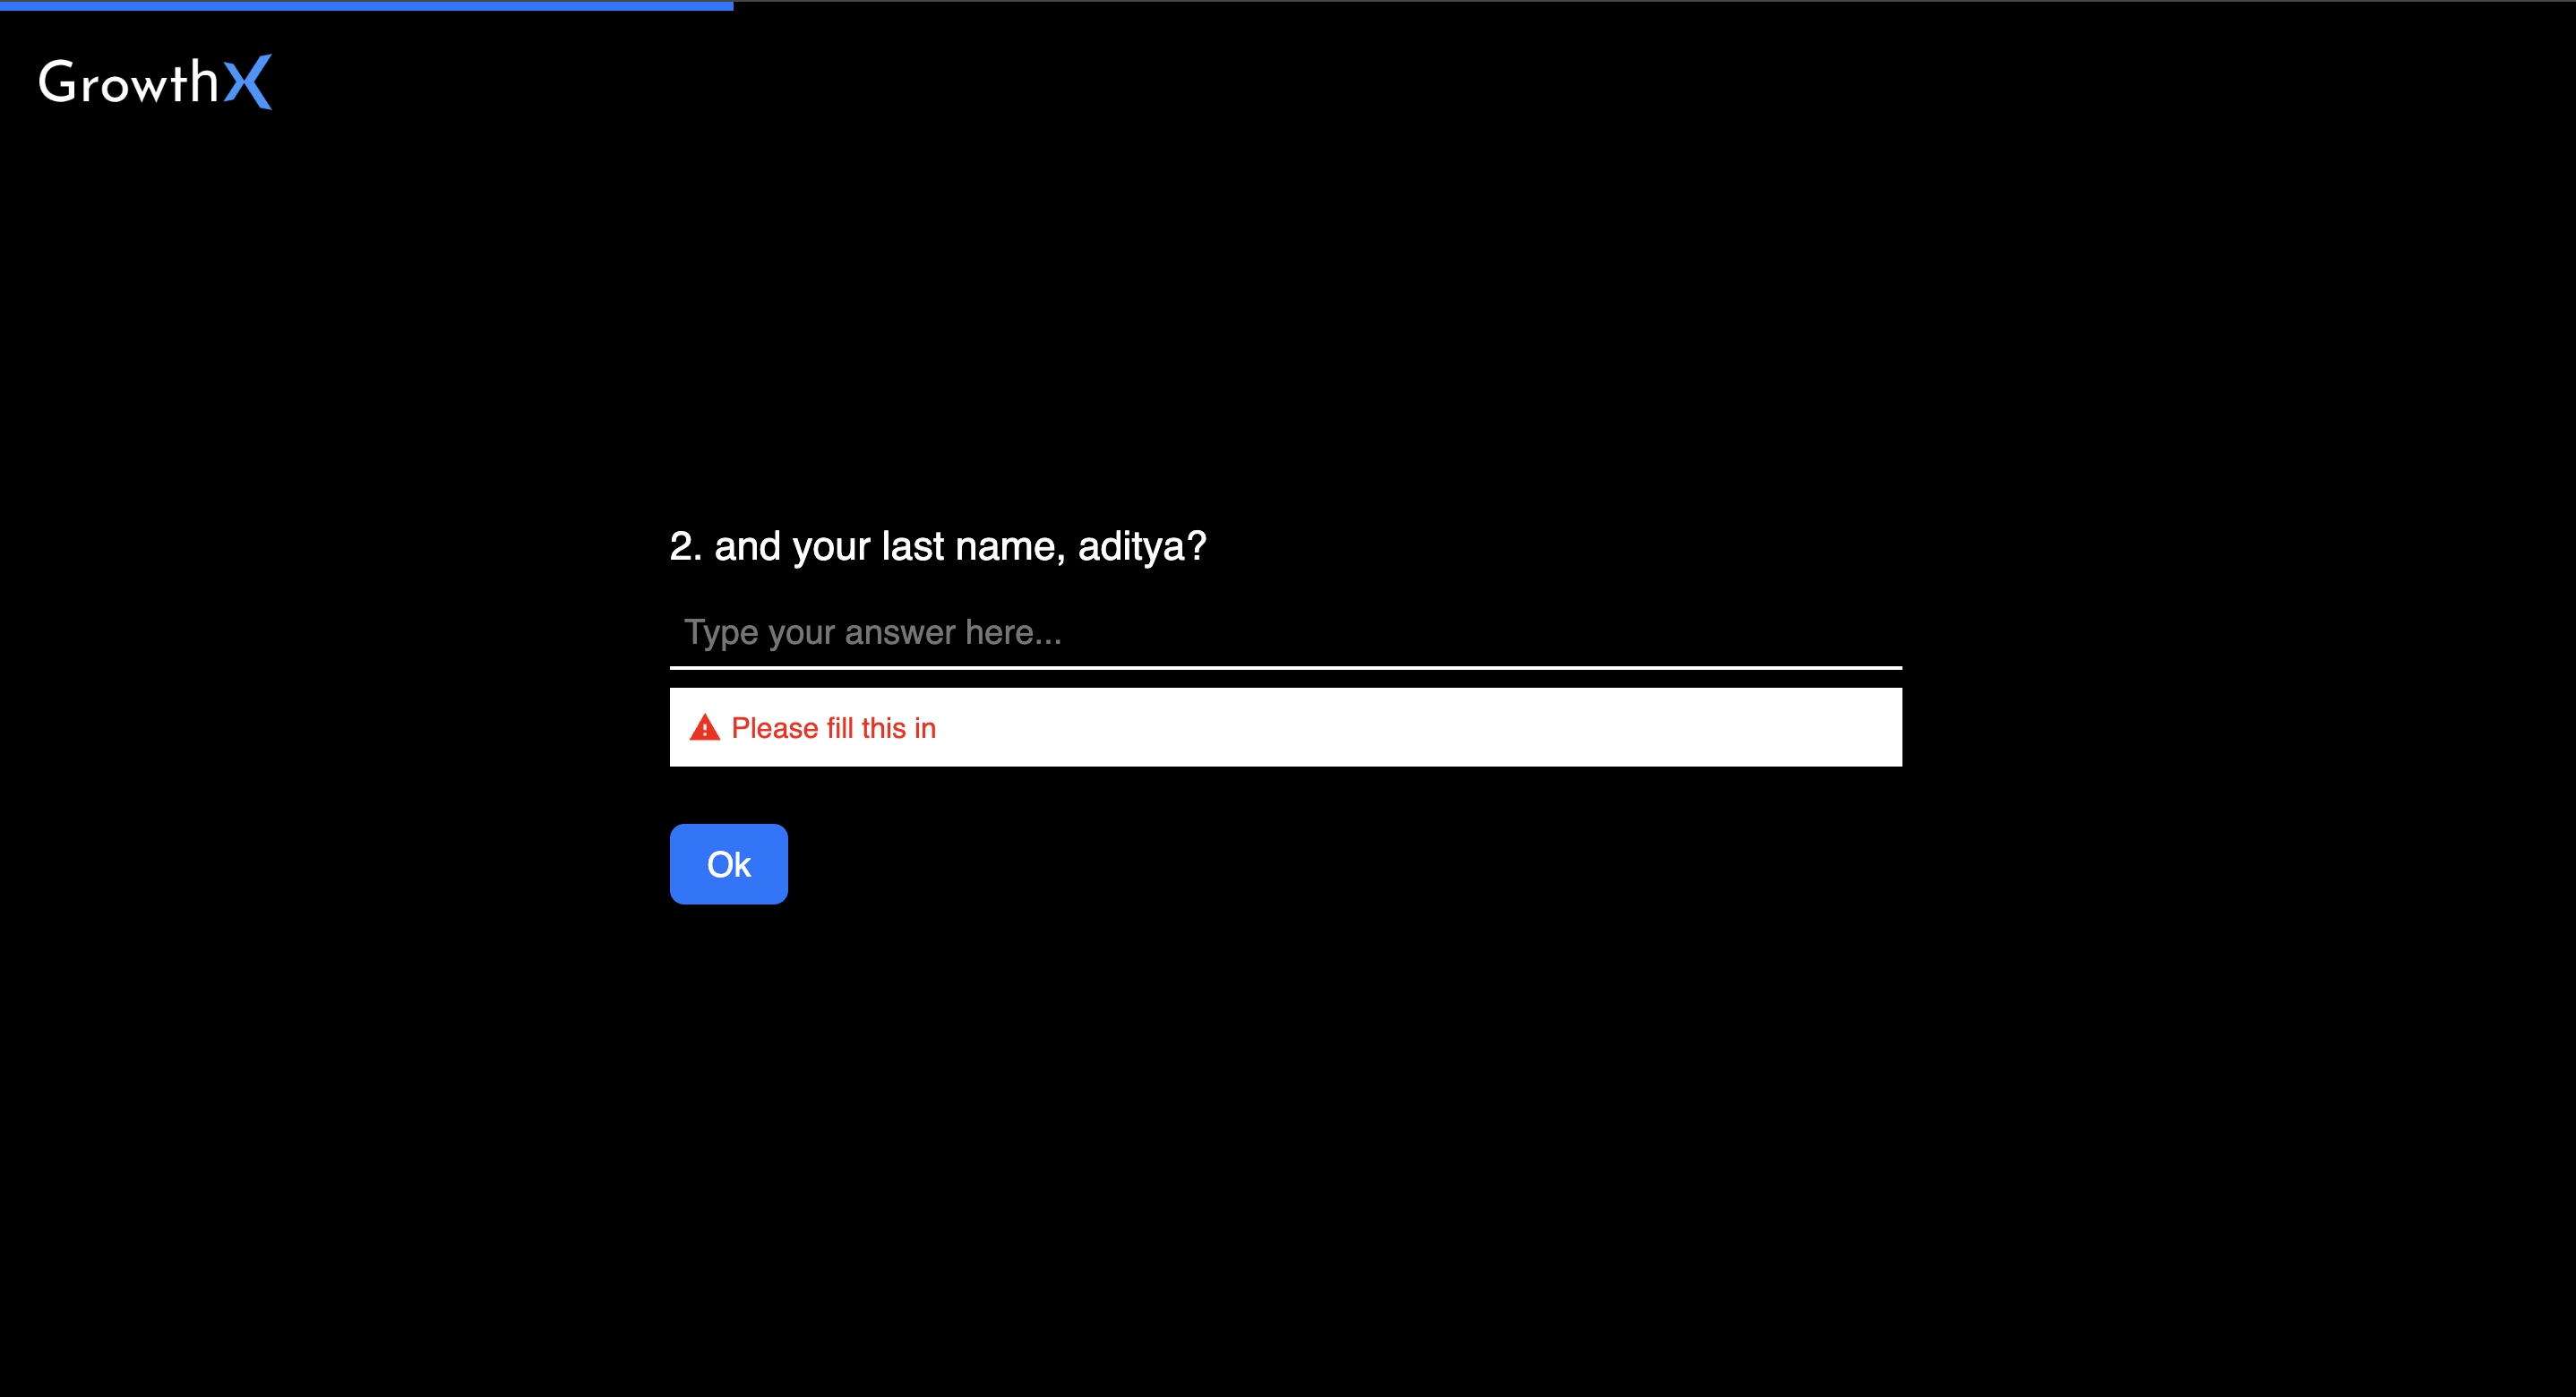 GrowthX
2. and your last name, aditya?
Type your answer here...
Please fill this in
Ok